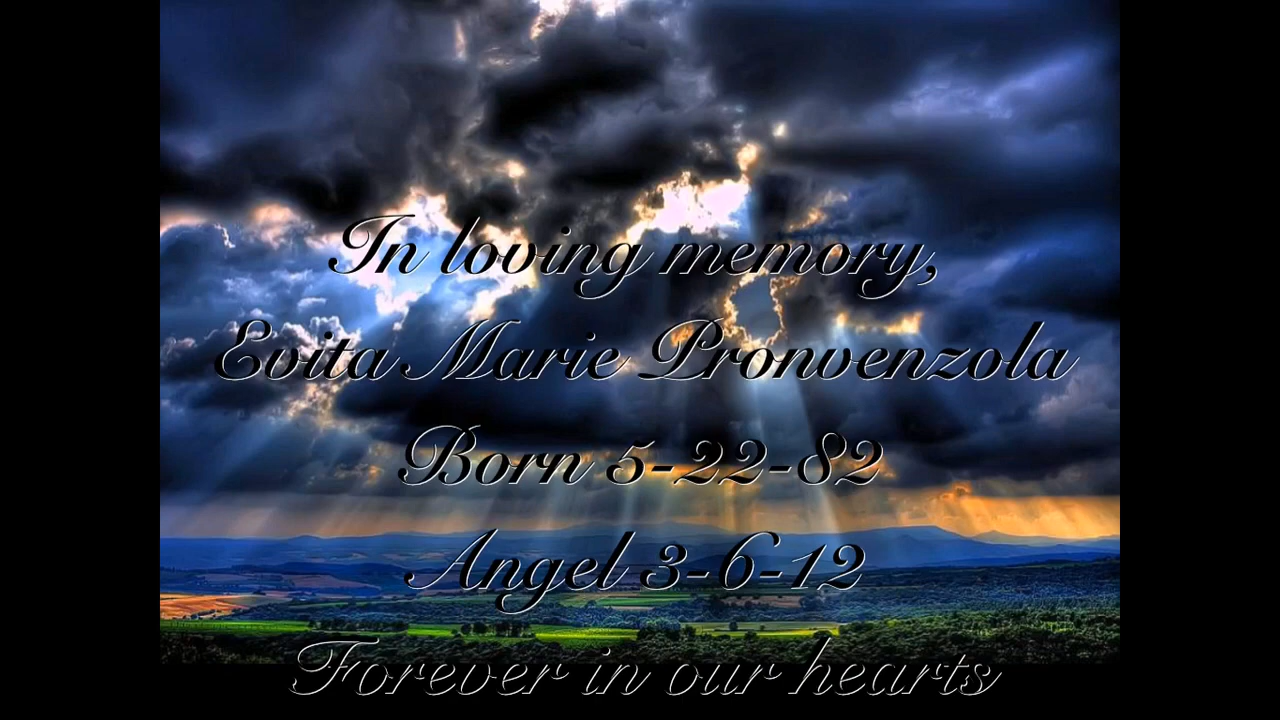 In loving memory,
Evita Marie Pronvenzola
Born 5-22-82
Angel 3-6-12
Forever in our hearts